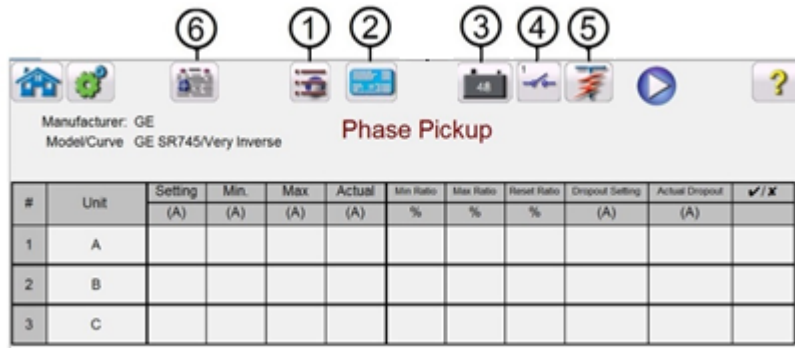 6 1 2 3 4 5
48 1 ?
Manufacturer: GE
Model/Curve GE SR745/Very Inverse
Phase Pickup
# Unit Setting Min. Max Actual Min Ratio Max Ratio Reset Ratio Dropout Setting Actual Dropout ✔/✘
(A) (A) (A) (A) % % % (A) (A)
1 A
2 B
3 C